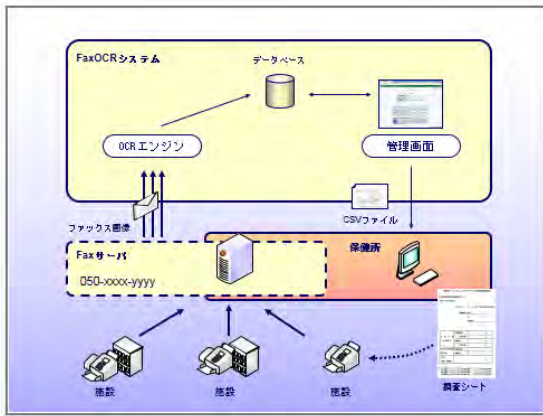 FaxOCRシステム
データベース
OCRエンジン
管理画面
ファックス画像
CSVファイル
Faxサーバ
保健所
050-xxxx-yyyy
施設
施設
施設
調査シート